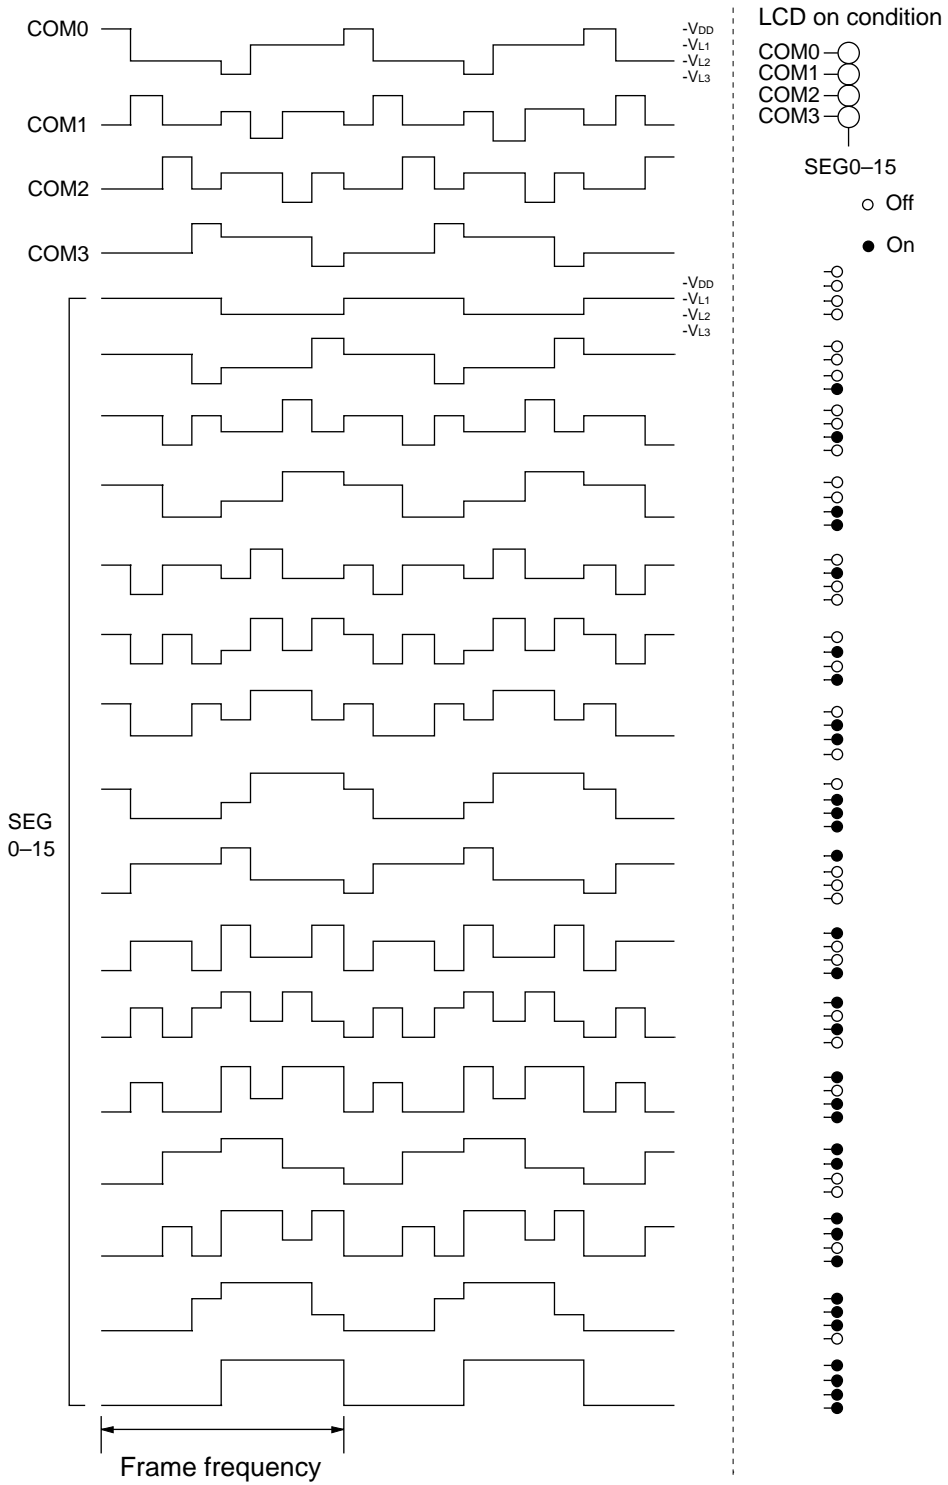 COM0
-VDD
-VL1
-VL2
-VL3
COM1
COM2
COM3
-VDD
-VL1
-VL2
-VL3
SEG
0–15
Frame frequency
LCD on condition
COM0
COM1
COM2
COM3
SEG0–15
Off
On